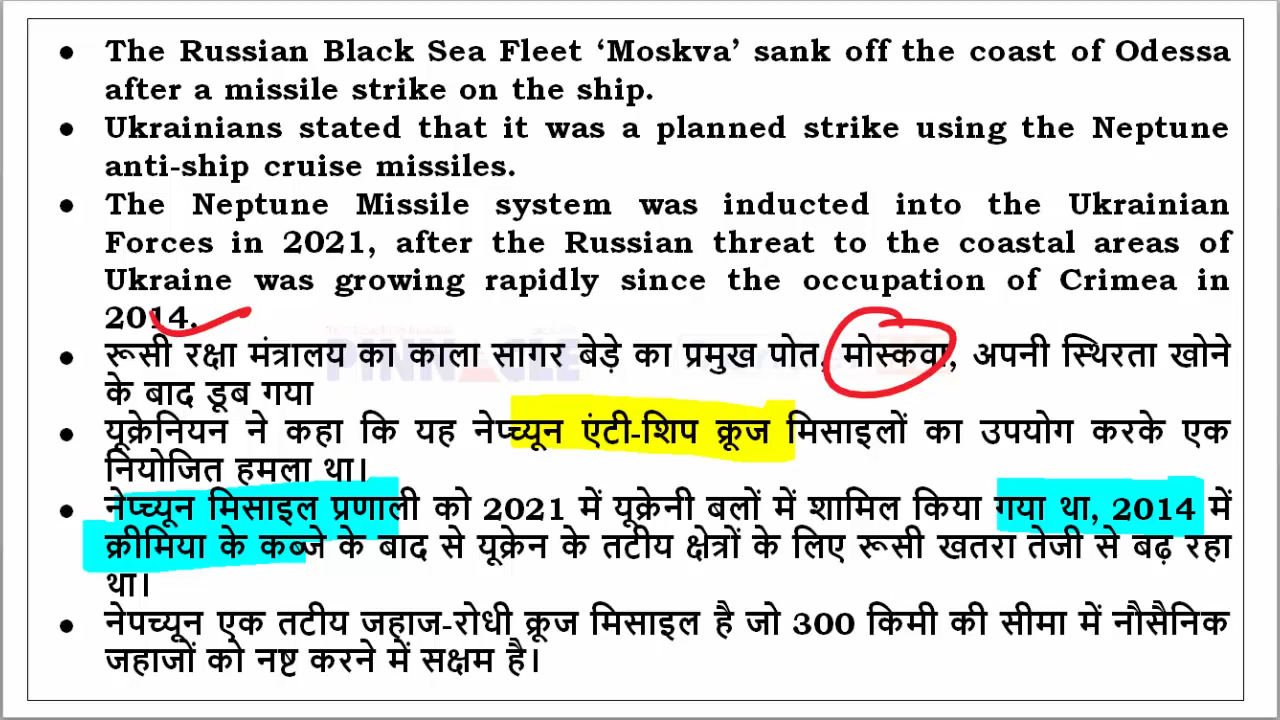 ● The Russian Black Sea Fleet ‘Moskva’ sank off the coast of Odessa
after a missile strike on the ship.
● Ukrainians stated that it was a planned strike using the Neptune
anti-ship cruise missiles.
● The Neptune Missile system was inducted into the Ukrainian
Forces in 2021, after the Russian threat to the coastal areas of
Ukraine was growing rapidly since the occupation of Crimea in
2014.
PINNACLE
● रूसी रक्षा मंत्रालय का काला सागर बेड़े का प्रमुख पोत, मोस्कवा, अपनी स्थिरता खोने
के बाद डूब गया
● यूक्रेनियन ने कहा कि यह नेप्च्यून एंटी-शिप क्रूज मिसाइलों का उपयोग करके एक
नियोजित हमला था।
● नेप्च्यून मिसाइल प्रणाली को 2021 में यूक्रेनी बलों में शामिल किया गया था, 2014 में
क्रीमिया के कब्जे के बाद से यूक्रेन के तटीय क्षेत्रों के लिए रूसी खतरा तेजी से बढ़ रहा
था।
● नेपच्यून एक तटीय जहाज-रोधी क्रूज मिसाइल है जो 300 किमी की सीमा में नौसैनिक
जहाजों को नष्ट करने में सक्षम है।